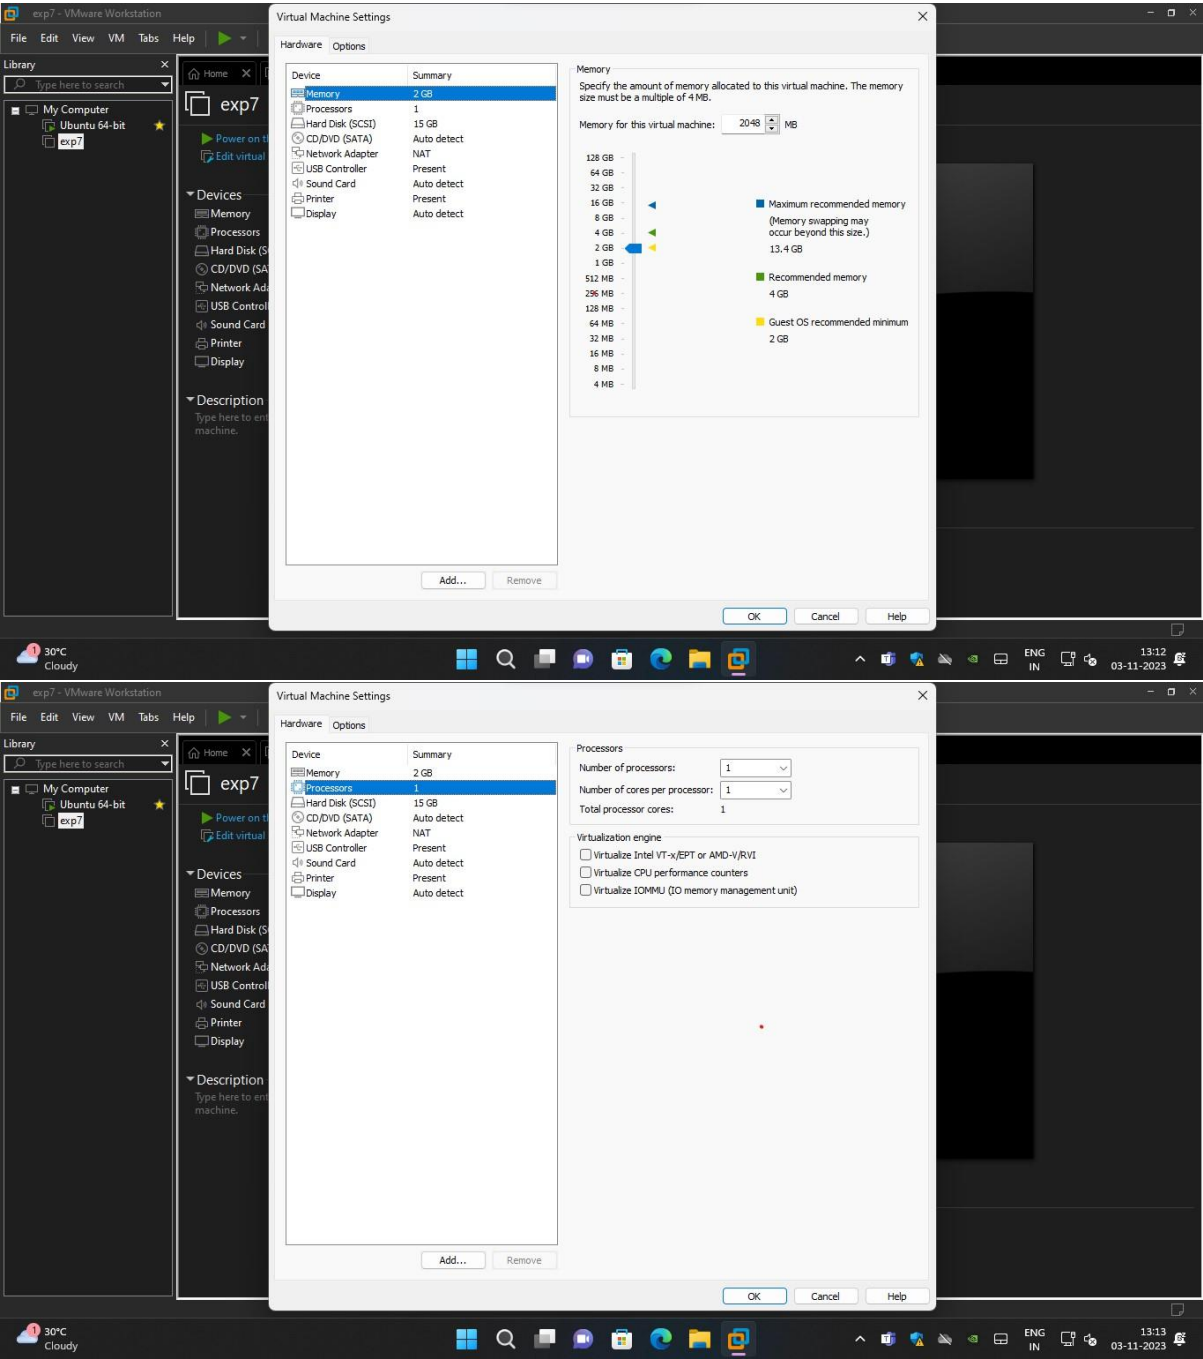 exp7 - VMware Workstation
File Edit View VM Tabs Help
Library
Type here to search
My Computer
Ubuntu 64-bit
exp7
Home
exp7
Power on t
Edit virtual
Devices
Memory
Processors
Hard Disk (S
CD/DVD (SA
Network Ada
USB Control
Sound Card
Printer
Display
Description
Type here to ent
machine.
Virtual Machine Settings
Hardware Options
Device Summary
Memory 2 GB
Processors 1
Hard Disk (SCSI) 15 GB
CD/DVD (SATA) Auto detect
Network Adapter NAT
USB Controller Present
Sound Card Auto detect
Printer Present
Display Auto detect
Add... Remove
Memory
Specify the amount of memory allocated to this virtual machine. The memory
size must be a multiple of 4 MB.
Memory for this virtual machine: 2048 MB
128 GB
64 GB
32 GB
16 GB
8 GB
4 GB
2 GB
1 GB
512 MB
256 MB
128 MB
64 MB
32 MB
16 MB
8 MB
4 MB
Maximum recommended memory
(Memory swapping may
occur beyond this size.)
13.4 GB
Recommended memory
4 GB
Guest OS recommended minimum
2 GB
OK Cancel Help
1
30°C
Cloudy
ENG
IN
13:12
03-11-2023
exp7 - VMware Workstation
File Edit View VM Tabs Help
Library
Type here to search
My Computer
Ubuntu 64-bit
exp7
Home
exp7
Power on t
Edit virtual
Devices
Memory
Processors
Hard Disk (S
CD/DVD (SA
Network Ada
USB Control
Sound Card
Printer
Display
Description
Type here to ent
machine.
Virtual Machine Settings
Hardware Options
Device Summary
Memory 2 GB
Processors 1
Hard Disk (SCSI) 15 GB
CD/DVD (SATA) Auto detect
Network Adapter NAT
USB Controller Present
Sound Card Auto detect
Printer Present
Display Auto detect
Add... Remove
Processors
Number of processors: 1
Number of cores per processor: 1
Total processor cores: 1
Virtualization engine
Virtualize Intel VT-x/EPT or AMD-V/RVI
Virtualize CPU performance counters
Virtualize IOMMU (IO memory management unit)
OK Cancel Help
1
30°C
Cloudy
ENG
IN
13:13
03-11-2023